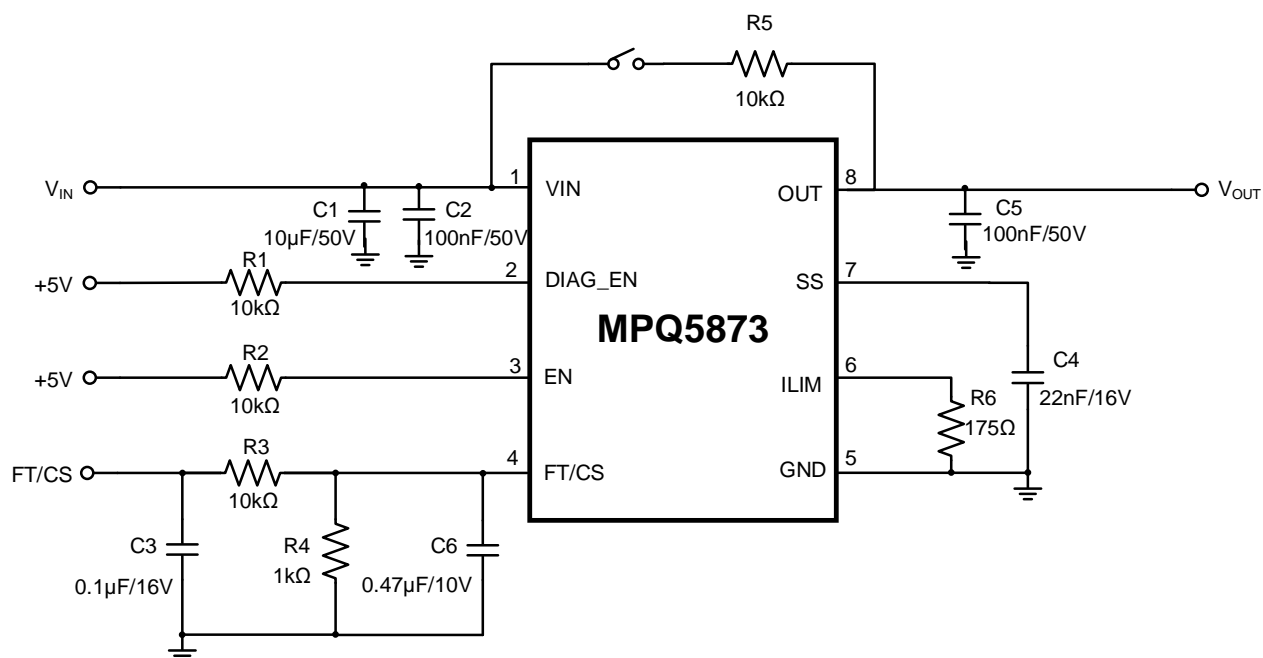 R5
10kΩ
VIN
1
VIN
OUT
8
VOUT
C1
10µF/50V
C2
100nF/50V
C5
100nF/50V
+5V
R1
10kΩ
2
DIAG_EN
SS
7
MPQ5873
+5V
R2
10kΩ
3
EN
ILIM
6
C4
22nF/16V
R6
175Ω
FT/CS
R3
10kΩ
4
FT/CS
GND
5
C3
0.1µF/16V
R4
1kΩ
C6
0.47µF/10V